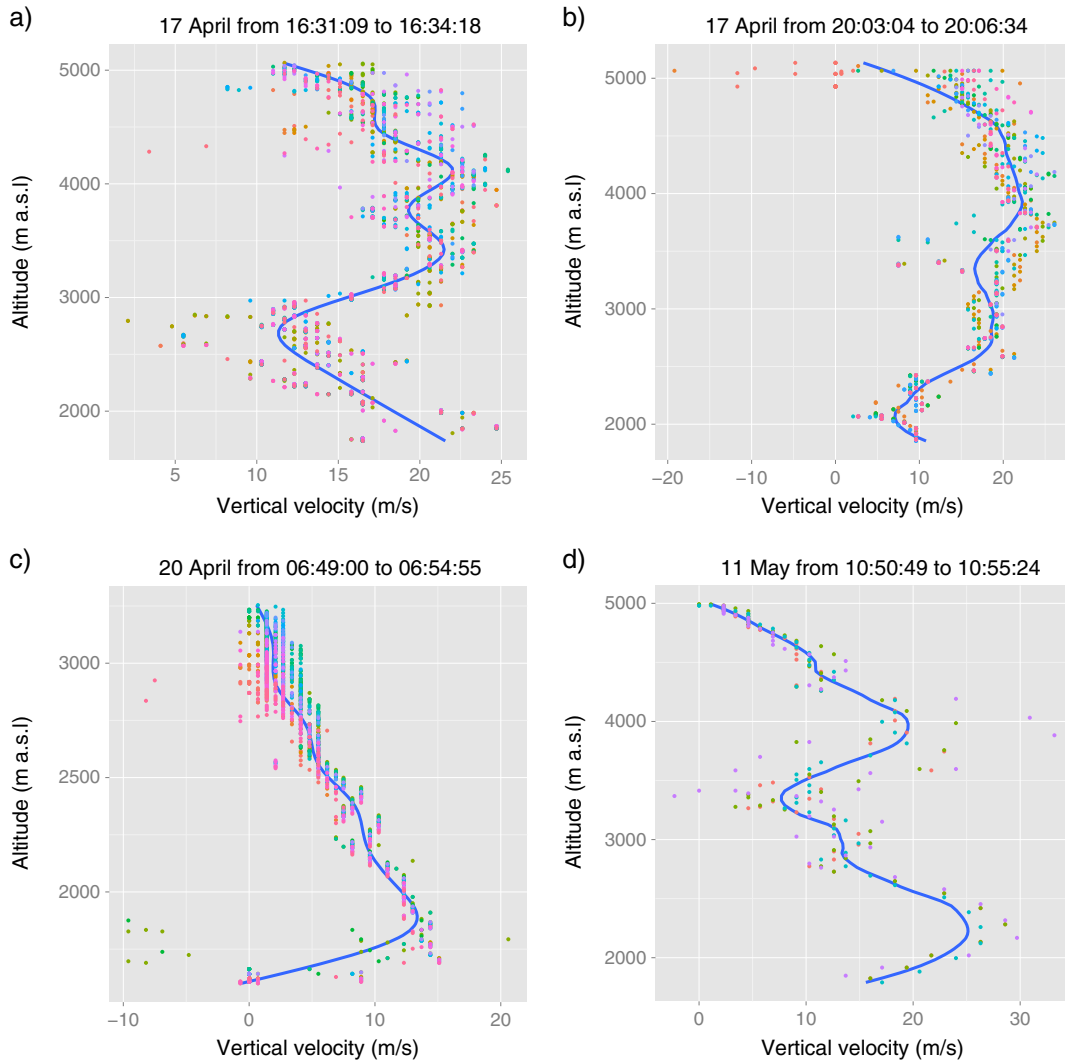 a)
17 April from 16:31:09 to 16:34:18
5000
4000
3000
2000
Altitude (m a.s.l)
5 10 15 20 25
Vertical velocity (m/s)
b)
17 April from 20:03:04 to 20:06:34
5000
4000
3000
2000
Altitude (m a.s.l)
−20 −10 0 10 20
Vertical velocity (m/s)
c)
20 April from 06:49:00 to 06:54:55
3000
2500
2000
Altitude (m a.s.l)
−10 0 10 20
Vertical velocity (m/s)
d)
11 May from 10:50:49 to 10:55:24
5000
4000
3000
2000
Altitude (m a.s.l)
0 10 20 30
Vertical velocity (m/s)